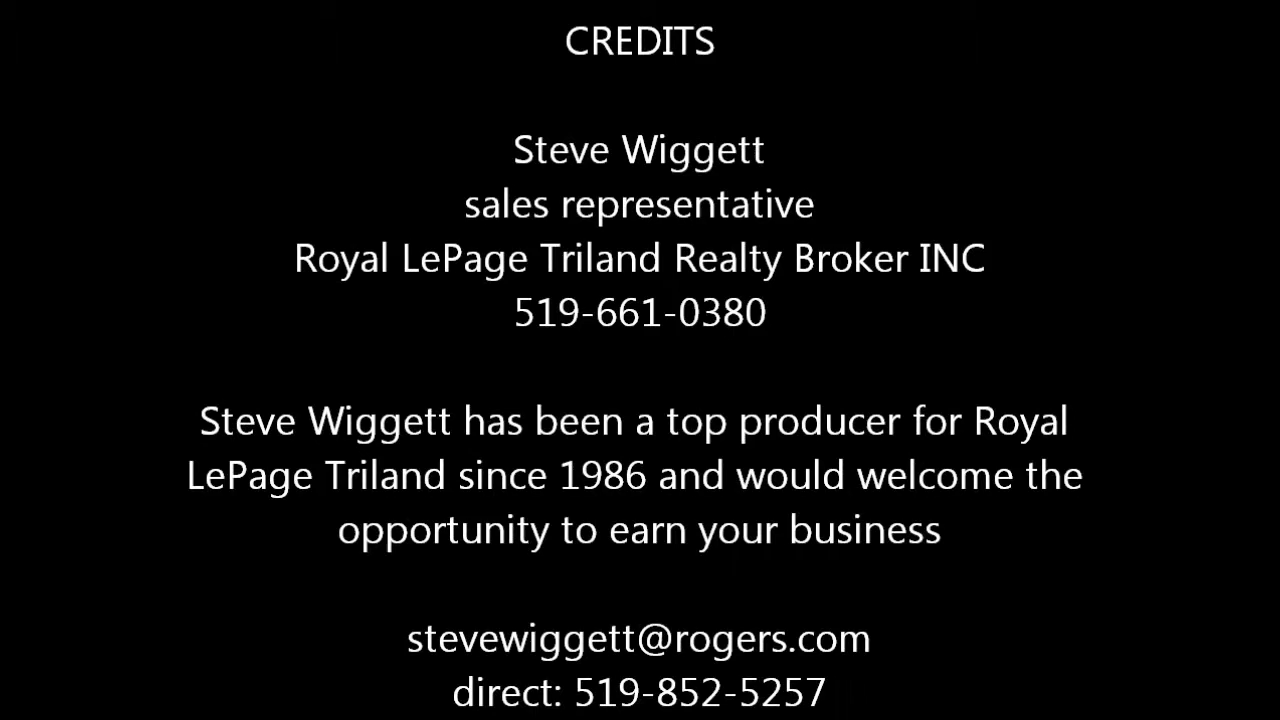 CREDITS
Steve Wiggett
sales representative
Royal LePage Triland Realty Broker INC
519-661-0380
Steve Wiggett has been a top producer for Royal
LePage Triland since 1986 and would welcome the
opportunity to earn your business
stevewiggett@rogers.com
direct: 519-852-5257